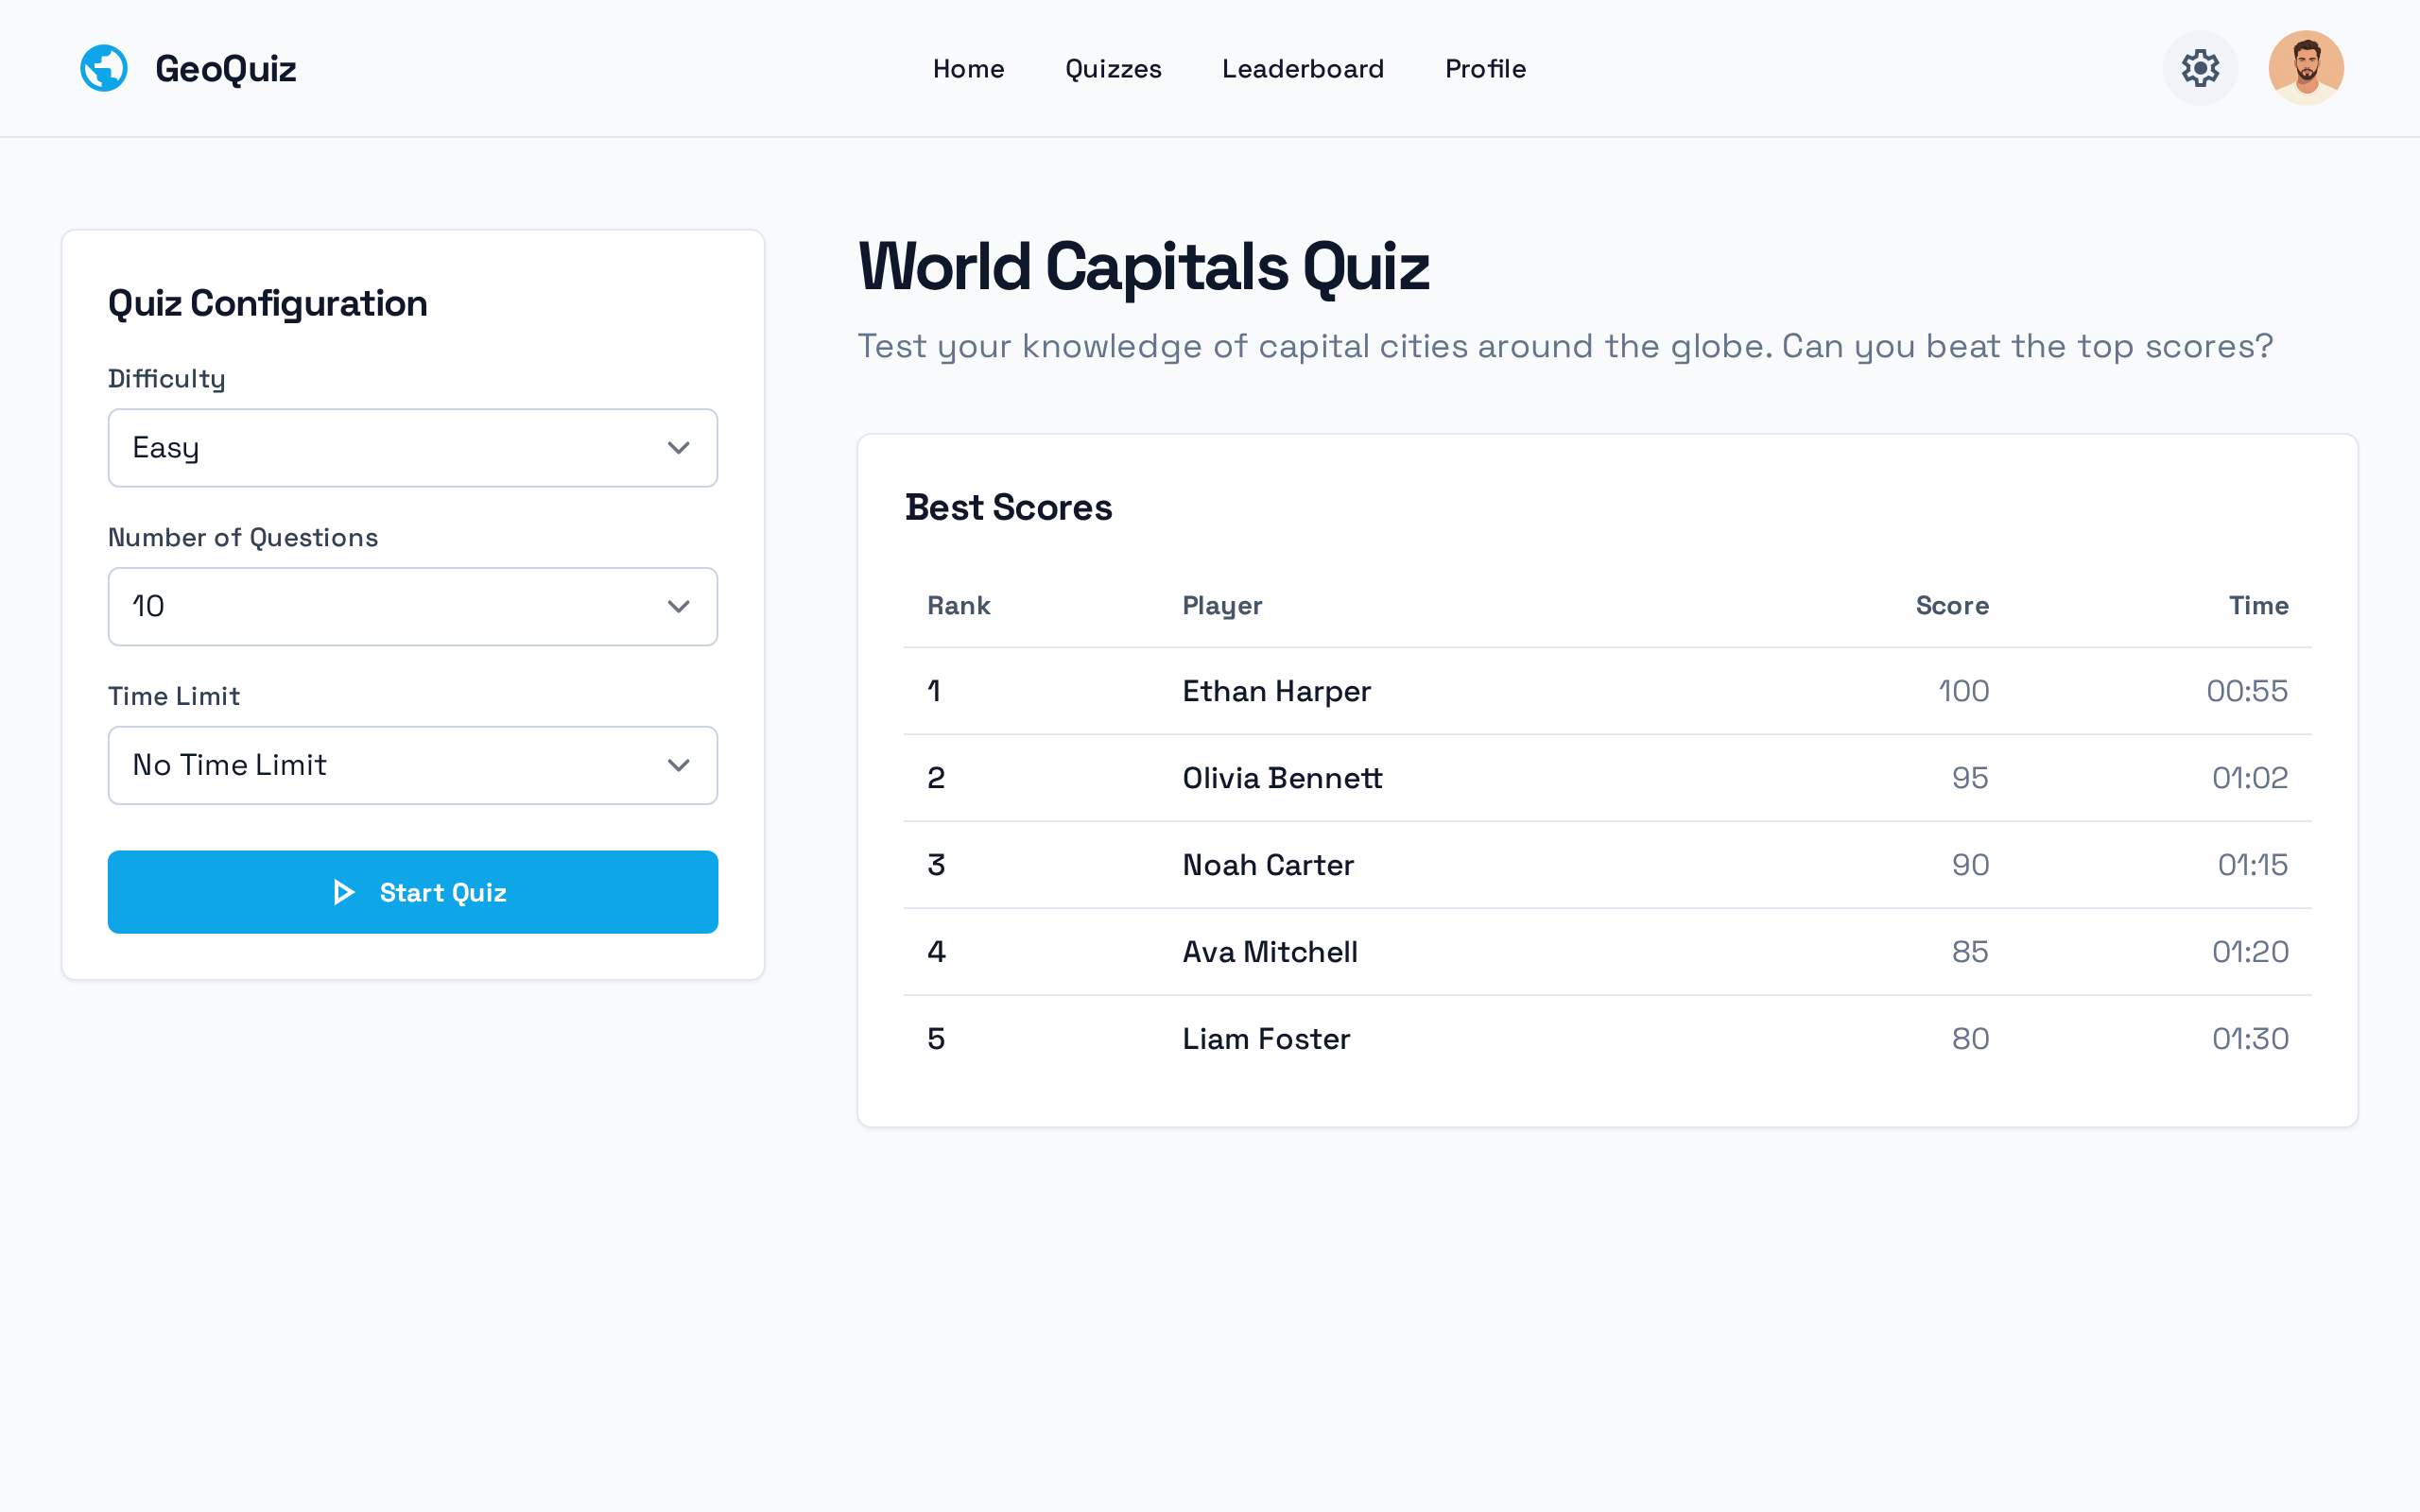 GeoQuiz
Home Quizzes Leaderboard Profile
Quiz Configuration
Difficulty
Easy
Number of Questions
10
Time Limit
No Time Limit
Start Quiz
World Capitals Quiz
Test your knowledge of capital cities around the globe. Can you beat the top scores?
Best Scores
Rank Player Score Time
1 Ethan Harper 100 00:55
2 Olivia Bennett 95 01:02
3 Noah Carter 90 01:15
4 Ava Mitchell 85 01:20
5 Liam Foster 80 01:30